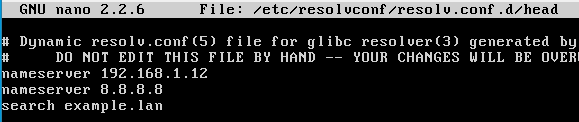 GNU nano 2.2.6 File: /etc/resolvconf/resolv.conf.d/head
# Dynamic resolv.conf(5) file for glibc resolver(3) generated by
# DO NOT EDIT THIS FILE BY HAND -- YOUR CHANGES WILL BE
nameserver 192.168.1.12
nameserver 8.8.8.8
search example.lan